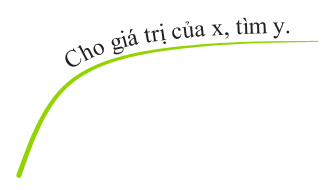 Cho giá trị của x, tìm y.